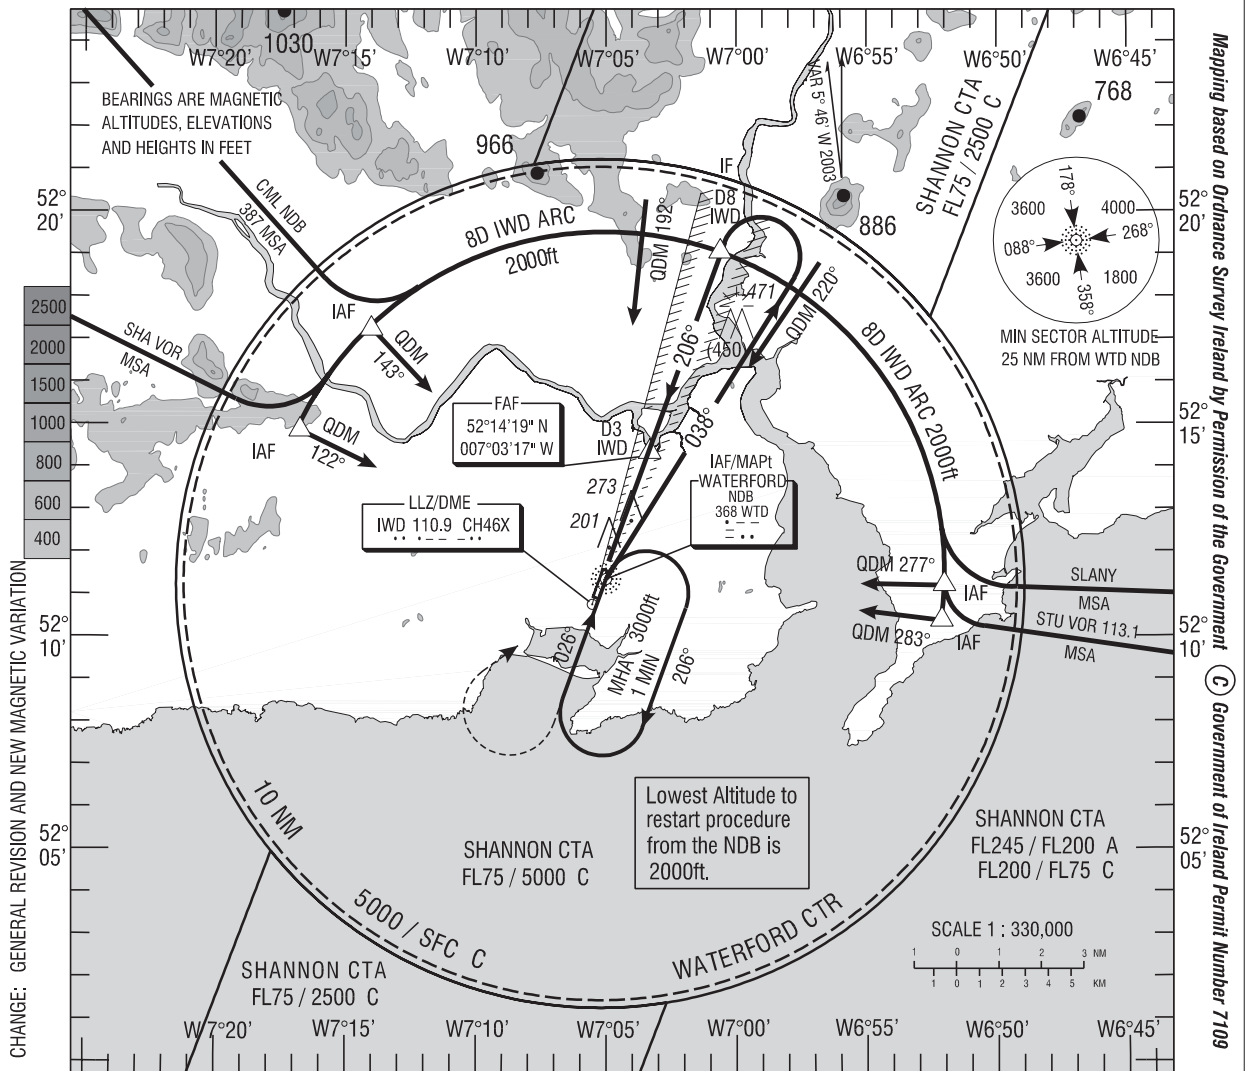 W7°20' W7°15' W7°10' W7°05' W7°00' W6°55' W6°50' W6°45'
1030
BEARINGS ARE MAGNETIC
ALTITUDES, ELEVATIONS
AND HEIGHTS IN FEET
966
886
768
VAR 5° 46' W 2003
SHANNON CTA
FL75 / 2500 C
52°
20'
52°
20'
CML NDB
387 MSA
8D IWD ARC
2000ft
QDM 192°
IF
D8
IWD
178°
3600
4000
088°
268°
3600
1800
358°
MIN SECTOR ALTITUDE
25 NM FROM WTD NDB
2500
2000
1500
1000
800
600
400
SHA VOR
MSA
IAF
QDM
143°
IAF
QDM
122°
471
(450)
QDM 220°
206°
038°
8D IWD ARC 2000ft
52°
15'
FAF
52°14'19" N
007°03'17" W
D3
IWD
273
201
IAF/MAPt
WATERFORD
NDB
368 WTD
LLZ/DME
IWD 110.9 CH46X
QDM 277°
IAF
SLANY
MSA
QDM 283°
IAF
STU VOR 113.1
MSA
52°
10'
52°
10'
026°
MHA 3000ft
1 MIN
206°
10 NM
Lowest Altitude to
restart procedure
from the NDB is
2000ft.
SHANNON CTA
FL75 / 5000 C
SHANNON CTA
FL245 / FL200 A
FL200 / FL75 C
52°
05'
52°
05'
5000 / SFC C
WATERFORD CTR
SHANNON CTA
FL75 / 2500 C
SCALE 1 : 330,000
1 0 1 2 3 NM
1 0 1 2 3 4 5 KM
W7°20' W7°15' W7°10' W7°05' W7°00' W6°55' W6°50' W6°45'
CHANGE: GENERAL REVISION AND NEW MAGNETIC VARIATION
Mapping based on Ordnance Survey Ireland by Permission of the Government © Government of Ireland Permit Number 7109